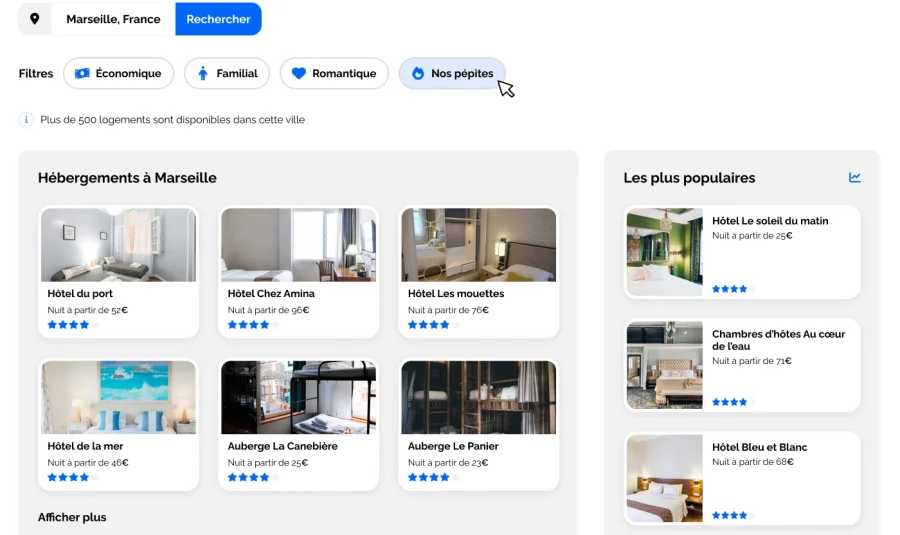 Marseille, France
Rechercher
Filtres
Économique
Familial
Romantique
Nos pépites
i
Plus de 500 logements sont disponibles dans cette ville
Hébergements à Marseille
Hôtel du port
Nuit à partir de 52€
Hôtel Chez Amina
Nuit à partir de 96€
Hôtel Les mouettes
Nuit à partir de 76€
Hôtel de la mer
Nuit à partir de 46€
Auberge La Canebière
Nuit à partir de 25€
Auberge Le Panier
Nuit à partir de 23€
Afficher plus
Les plus populaires
Hôtel Le soleil du matin
Nuit à partir de 25€
Chambres d'hôtes Au cœur
de l'eau
Nuit à partir de 71€
Hôtel Bleu et Blanc
Nuit à partir de 68€